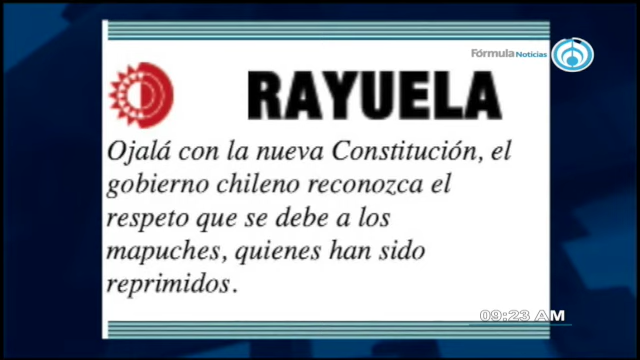 Fórmula Noticias
RAYUELA
Ojalá con la nueva Constitución, el
gobierno chileno reconozca el
respeto que se debe a los
mapuches, quienes han sido
reprimidos.
09:23 AM